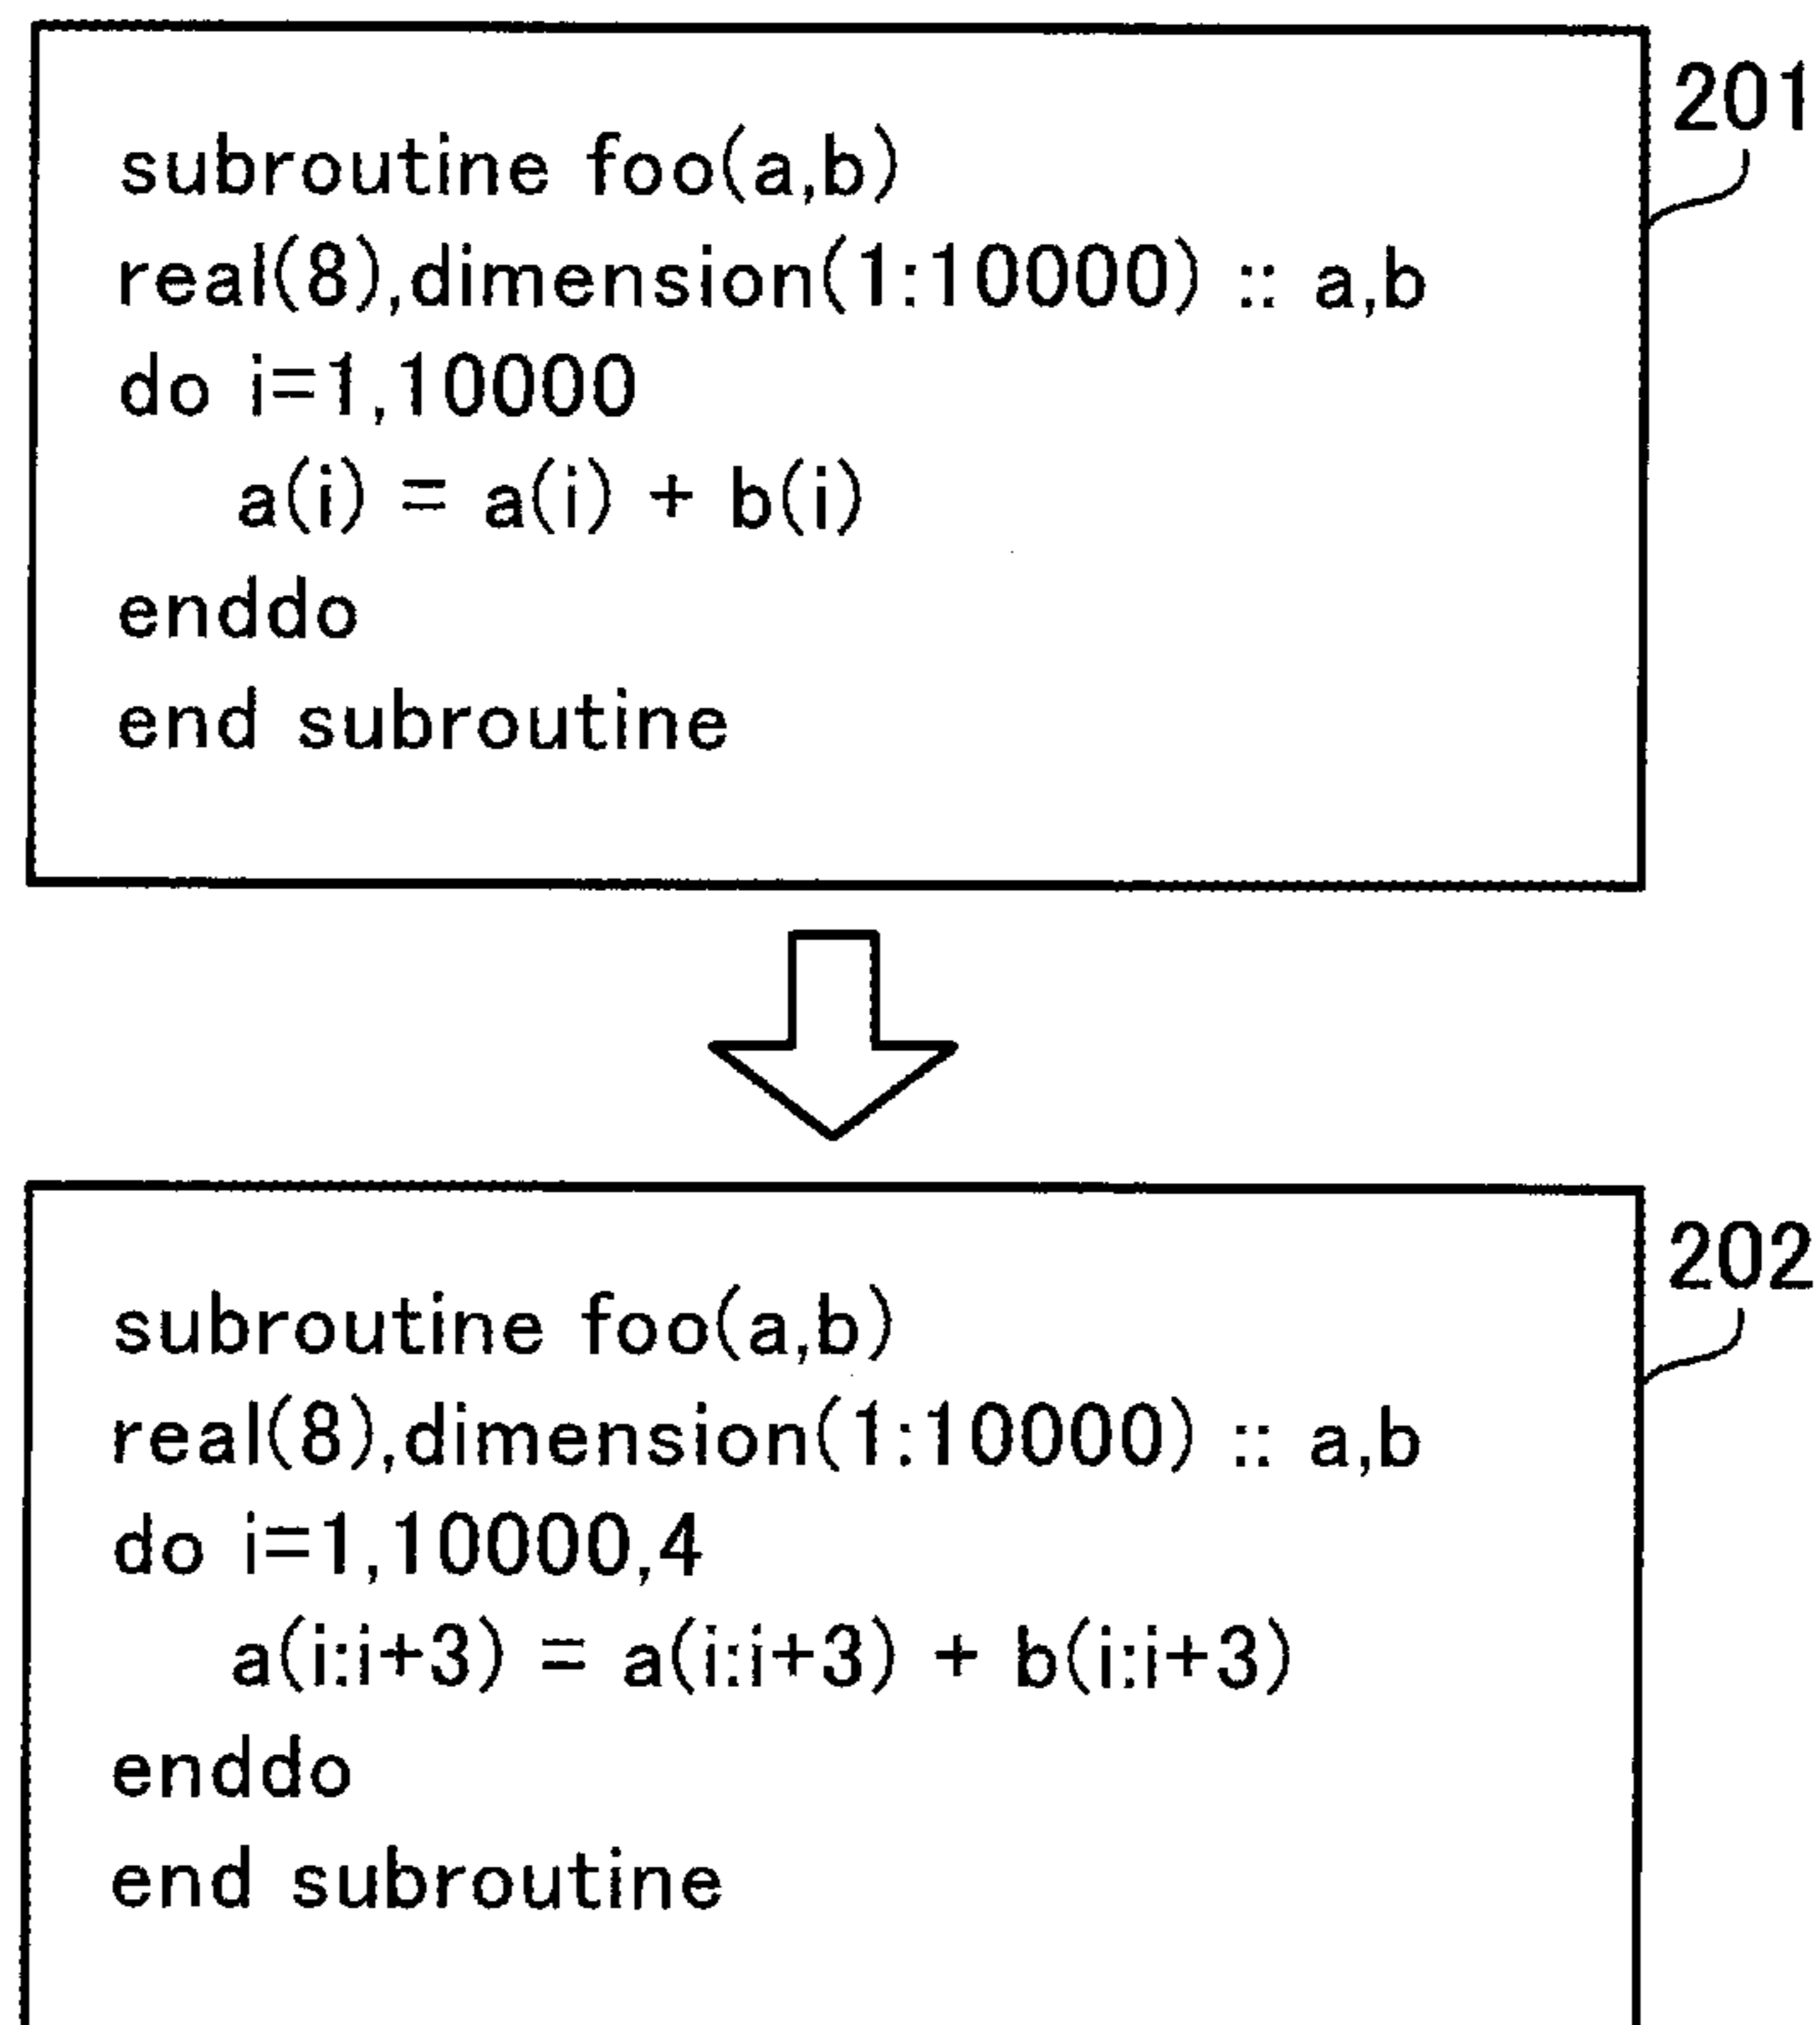 201
subroutine foo(a,b)
real(8),dimension(1:10000) :: a,b
do i=1,10000
a(i) = a(i) + b(i)
enddo
end subroutine
202
subroutine foo(a,b)
real(8),dimension(1:10000) :: a,b
do i=1,10000,4
a(i:i+3) = a(i:i+3) + b(i:i+3)
enddo
end subroutine